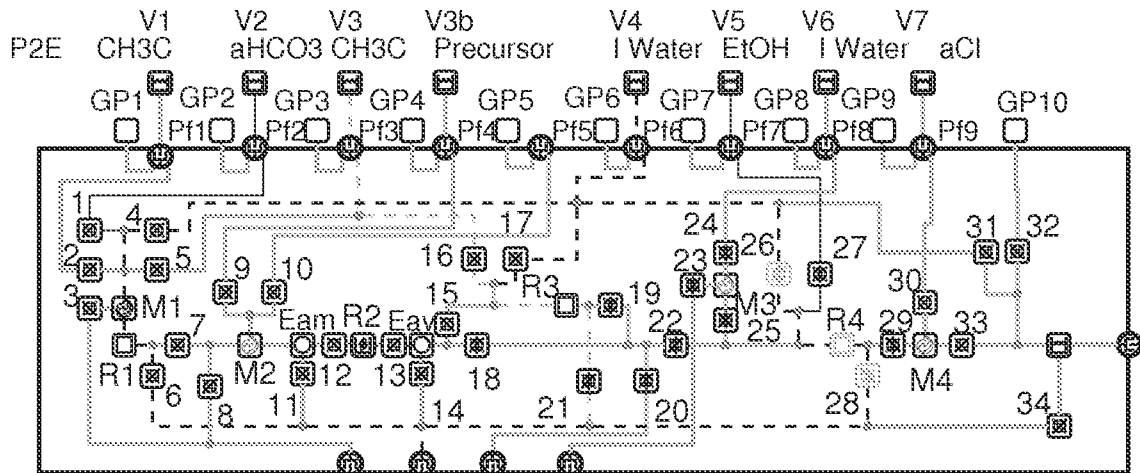 V1 V2 V3 V3b V4 V5 V6 V7
P2E CH3C aHCO3 CH3C Precursor I Water EtOH I Water aCl
GP1 GP2 GP3 GP4 GP5 GP6 GP7 GP8 GP9 GP10
Pf1 Pf2 Pf3 Pf4 Pf5 Pf6 Pf7 Pf8 Pf9
1 4 17 24 26 31 32
2 5 9 10 16 23 27
3 M1 15 R3 19 M3 30
7 Eam R2 Eav 22 25 R4 29 33
R1 6 M2 12 13 18 M4
8 11 14 21 20 28 34